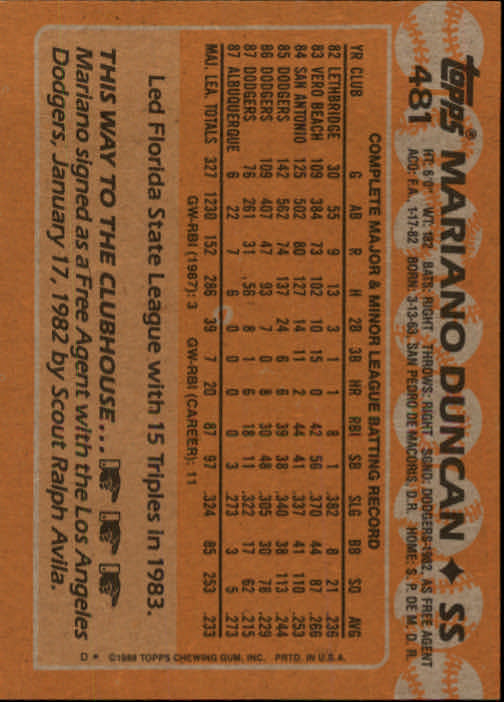 topps MARIANO DUNCAN ✦ SS
481
HT: 6'0" WT: 182 BATS: RIGHT THROWS: RIGHT SGND: DODGERS-1982, AS FREE AGENT
ACQ: F.A., 1-17-82 BORN: 3-13-63, SAN PEDRO DE MACORIS, D.R. HOME: S. P. DE M., D. R.
COMPLETE MAJOR & MINOR LEAGUE BATTING RECORD
YR CLUB G AB R H 2B 3B HR RBI SB SLG BB SO AVG
82 LETHBRIDGE 30 55 9 13 3 1 1 8 1 .382 8 21 .236
83 VERO BEACH 109 384 73 102 10 15 0 42 56 .370 44 87 .266
84 SAN ANTONIO 125 502 80 127 14 11 2 44 41 .337 41 110 .253
85 DODGERS 142 562 74 137 24 6 6 39 38 .340 38 113 .244
86 DODGERS 109 407 47 93 7 0 8 30 48 .305 30 78 .229
87 DODGERS 76 261 31 56 8 1 6 18 11 .322 17 62 .215
87 ALBUQUERQUE 6 22 7 6 0 0 0 0 3 .273 3 5 .273
MAJ. LEA. TOTALS 327 1230 152 286 39 7 20 87 97 .324 85 253 .233
GW-RBI (1987): 3 GW-RBI (CAREER): 11
Led Florida State League with 15 Triples in 1983.
THIS WAY TO THE CLUBHOUSE...
Mariano signed as a Free Agent with the Los Angeles
Dodgers, January 17, 1982 by Scout Ralph Avila.
D* ©1988 TOPPS CHEWING GUM, INC. PRTD. IN U.S.A.